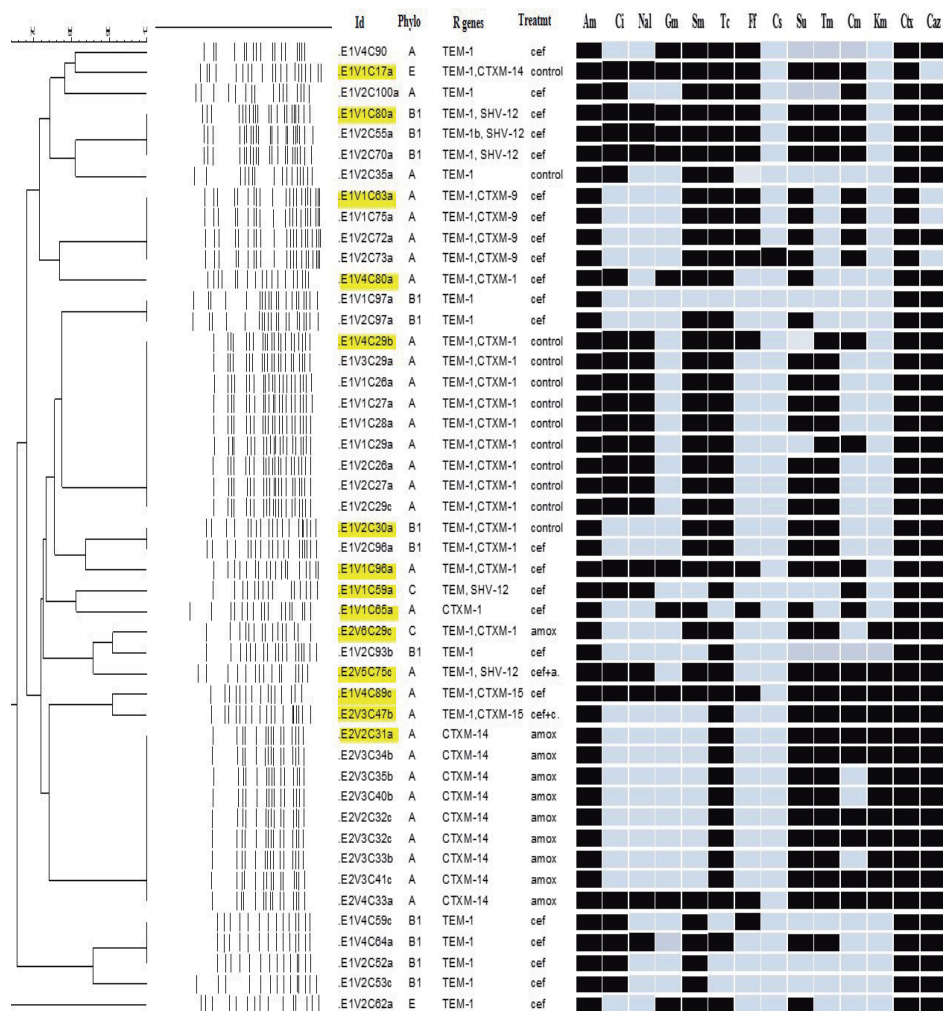 Id Phylo R genes Treatmt Am Ci Nal Gm Sm Tc Ff Cs Su Tm Cm Km Ctx Caz
.E1V4C90 A TEM-1 cef
.E1V1C17a E TEM-1,CTXM-14 control
.E1V2C100a A TEM-1 cef
.E1V1C80a B1 TEM-1, SHV-12 cef
.E1V2C55a B1 TEM-1b, SHV-12 cef
.E1V2C70a B1 TEM-1, SHV-12 cef
.E1V2C35a A TEM-1 control
.E1V1C63a A TEM-1,CTXM-9 cef
.E1V1C75a A TEM-1,CTXM-9 cef
.E1V2C72a A TEM-1,CTXM-9 cef
.E1V2C73a A TEM-1,CTXM-9 cef
.E1V4C80a A TEM-1,CTXM-1 cef
.E1V1C97a B1 TEM-1 cef
.E1V2C97a B1 TEM-1 cef
.E1V4C29b A TEM-1,CTXM-1 control
.E1V3C29a A TEM-1,CTXM-1 control
.E1V1C26a A TEM-1,CTXM-1 control
.E1V1C27a A TEM-1,CTXM-1 control
.E1V1C28a A TEM-1,CTXM-1 control
.E1V1C29a A TEM-1,CTXM-1 control
.E1V2C26a A TEM-1,CTXM-1 control
.E1V2C27a A TEM-1,CTXM-1 control
.E1V2C29c A TEM-1,CTXM-1 control
.E1V2C30a B1 TEM-1,CTXM-1 control
.E1V2C96a B1 TEM-1,CTXM-1 cef
.E1V1C96a A TEM-1,CTXM-1 cef
.E1V1C59a C TEM, SHV-12 cef
.E1V1C65a A CTXM-1 cef
.E2V6C29c C TEM-1,CTXM-1 amox
.E1V2C93b B1 TEM-1 cef
.E2V5C75c A TEM-1, SHV-12 cef+a.
.E1V4C89c A TEM-1,CTXM-15 cef
.E2V3C47b A TEM-1,CTXM-15 cef+c.
.E2V2C31a A CTXM-14 amox
.E2V3C34b A CTXM-14 amox
.E2V3C35b A CTXM-14 amox
.E2V3C40b A CTXM-14 amox
.E2V2C32c A CTXM-14 amox
.E2V3C32c A CTXM-14 amox
.E2V3C33b A CTXM-14 amox
.E2V3C41c A CTXM-14 amox
.E2V4C33a A CTXM-14 amox
.E1V4C59c B1 TEM-1 cef
.E1V4C64a B1 TEM-1 cef
.E1V2C52a B1 TEM-1 cef
.E1V2C53c B1 TEM-1 cef
.E1V2C62a E TEM-1 cef